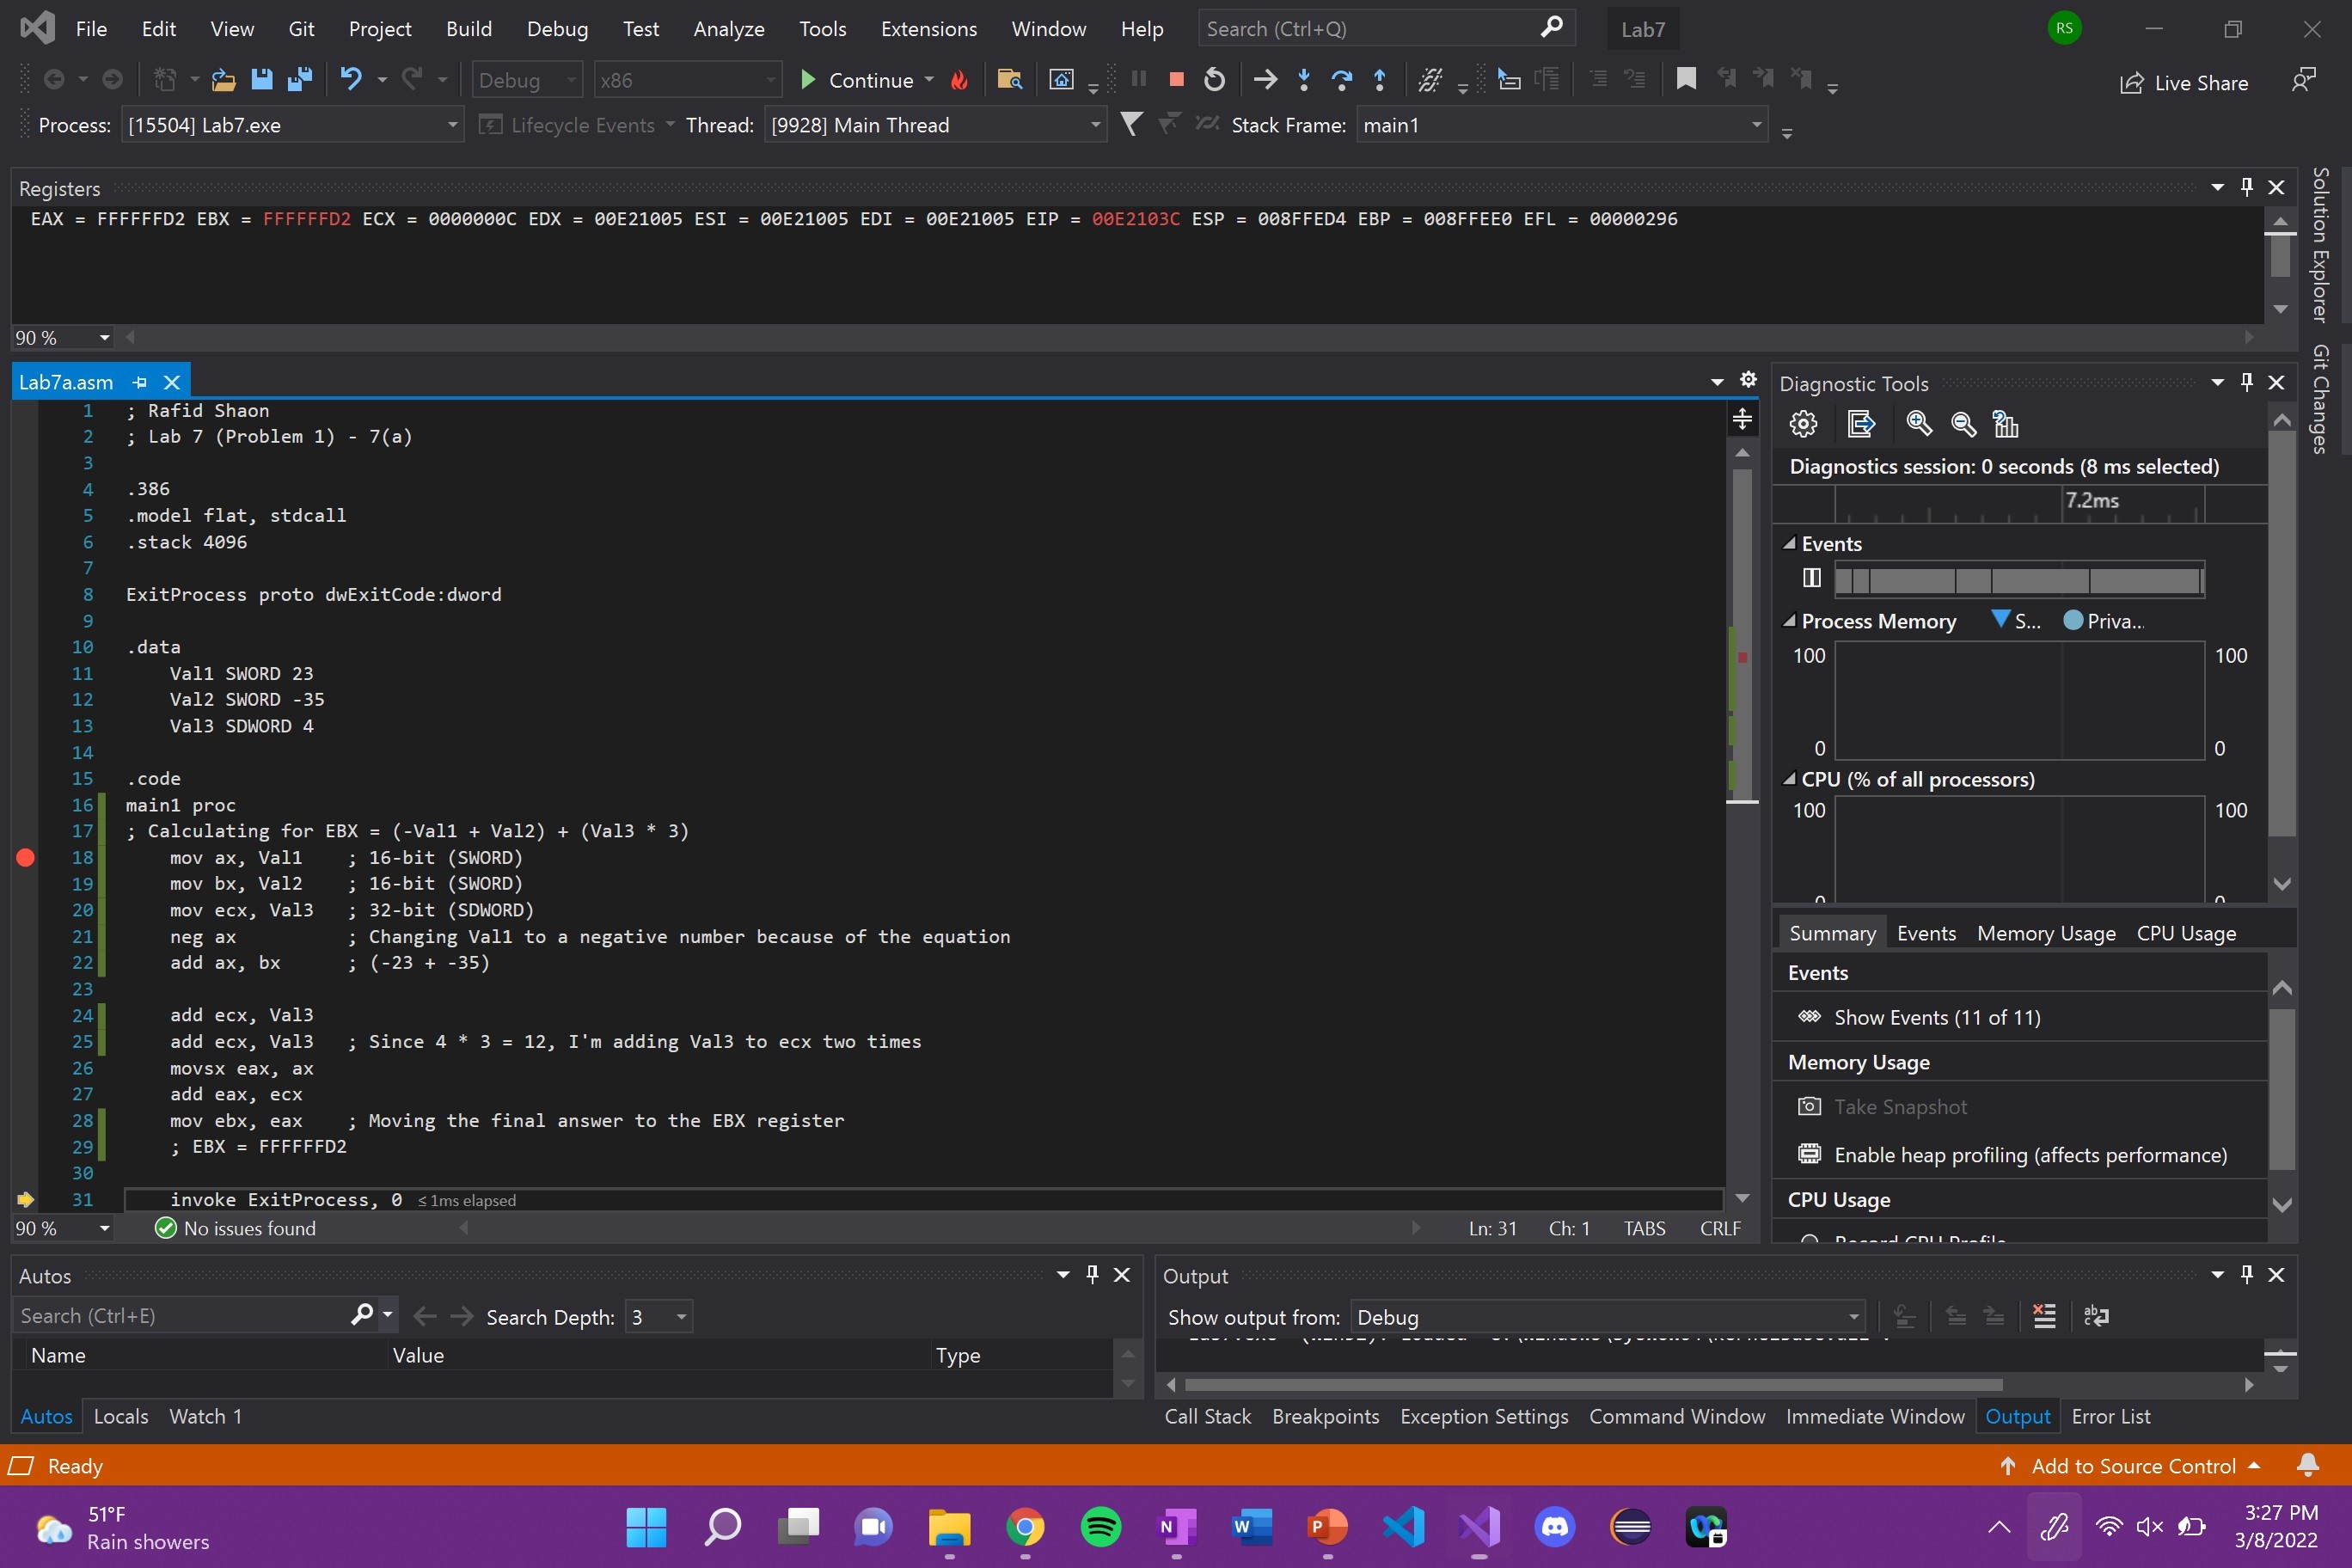 File Edit View Git Project Build Debug Test Analyze Tools Extensions Window Help Search (Ctrl+Q) Lab7 RS
Debug x86 Continue Live Share
Process: [15504] Lab7.exe Lifecycle Events Thread: [9928] Main Thread Stack Frame: main1
Registers
EAX = FFFFFFD2 EBX = FFFFFFD2 ECX = 0000000C EDX = 00E21005 ESI = 00E21005 EDI = 00E21005 EIP = 00E2103C ESP = 008FFED4 EBP = 008FFEE0 EFL = 00000296
90 %
Solution Explorer
Git Changes
Lab7a.asm
1 ; Rafid Shaon
2 ; Lab 7 (Problem 1) - 7(a)
3
4 .386
5 .model flat, stdcall
6 .stack 4096
7
8 ExitProcess proto dwExitCode:dword
9
10 .data
11 Val1 SWORD 23
12 Val2 SWORD -35
13 Val3 SDWORD 4
14
15 .code
16 main1 proc
17 ; Calculating for EBX = (-Val1 + Val2) + (Val3 * 3)
18 mov ax, Val1 ; 16-bit (SWORD)
19 mov bx, Val2 ; 16-bit (SWORD)
20 mov ecx, Val3 ; 32-bit (SDWORD)
21 neg ax ; Changing Val1 to a negative number because of the equation
22 add ax, bx ; (-23 + -35)
23
24 add ecx, Val3
25 add ecx, Val3 ; Since 4 * 3 = 12, I'm adding Val3 to ecx two times
26 movsx eax, ax
27 add eax, ecx
28 mov ebx, eax ; Moving the final answer to the EBX register
29 ; EBX = FFFFFFD2
30
31 invoke ExitProcess, 0 ≤ 1ms elapsed
90 % No issues found Ln: 31 Ch: 1 TABS CRLF
Diagnostic Tools
Diagnostics session: 0 seconds (8 ms selected)
7.2ms
Events
Process Memory S... Priva...
100 100
0 0
CPU (% of all processors)
100 100
0 0
Summary Events Memory Usage CPU Usage
Events
Show Events (11 of 11)
Memory Usage
Take Snapshot
Enable heap profiling (affects performance)
CPU Usage
Record CPU Profile
Autos
Search (Ctrl+E) Search Depth: 3
Name Value Type
Autos Locals Watch 1
Output
Show output from: Debug
Call Stack Breakpoints Exception Settings Command Window Immediate Window Output Error List
Ready Add to Source Control
51°F
Rain showers
3:27 PM
3/8/2022